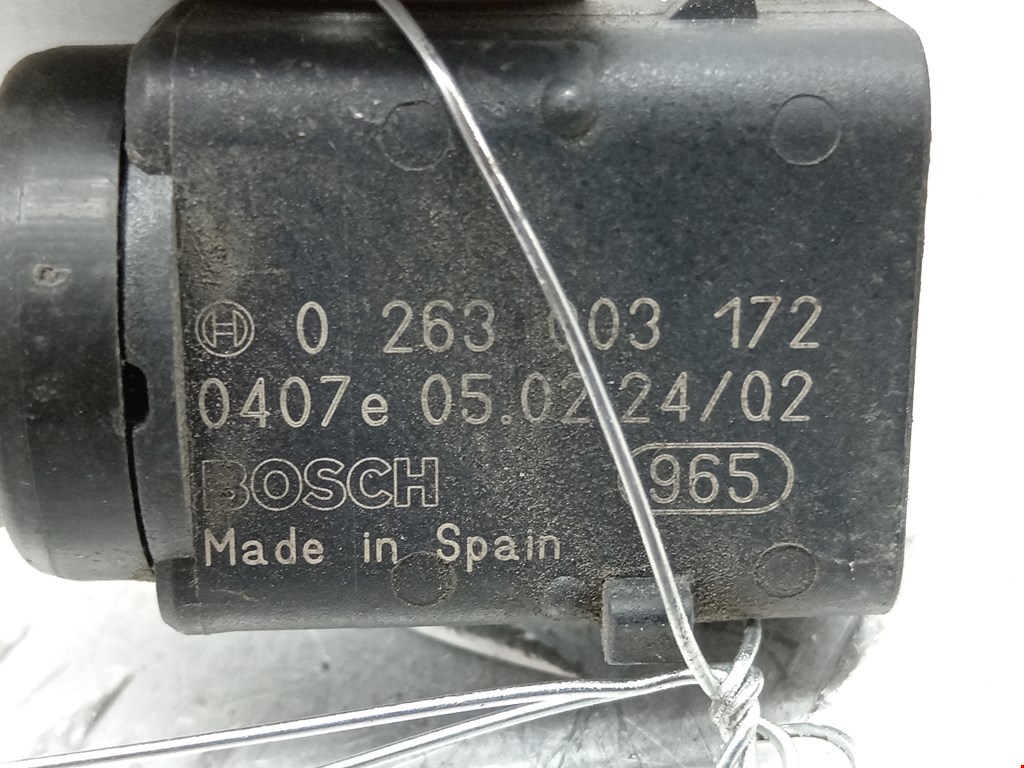 0 263 003 172
0407e 05.02 24/02
BOSCH 965
Made in Spain